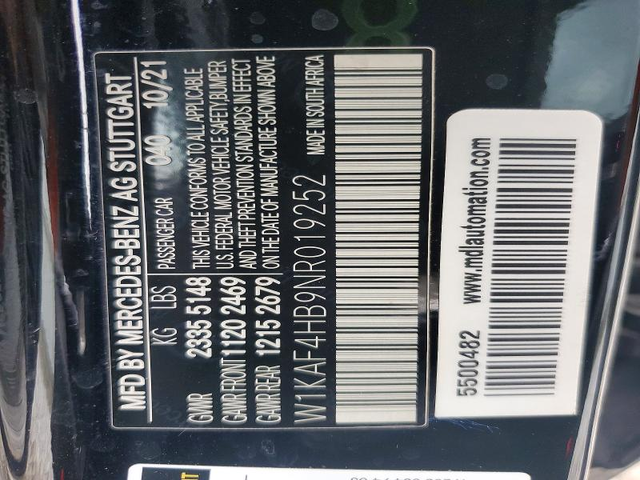 MFD BY MERCEDES-BENZ AG STUTTGART
KG LBS PASSENGER CAR 040 10/21
GVWR 2335 5148 THIS VEHICLE CONFORMS TO ALL APPLICABLE
GAWR FRONT 1120 2469 U.S. FEDERAL MOTOR VEHICLE SAFETY,BUMPER
AND THEFT PREVENTION STANDARDS IN EFFECT
GAWR REAR 1215 2679 ON THE DATE OF MANUFACTURE SHOWN ABOVE
W1KAF4HB9NR019252 MADE IN SOUTH AFRICA
5500482 www.mdlautomation.com